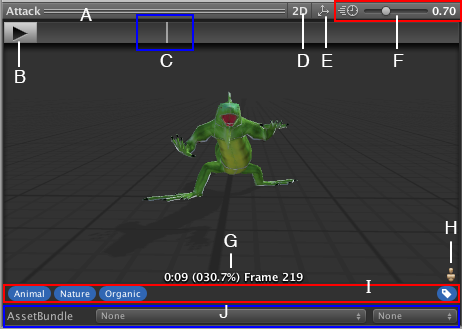 Attack A 2D 0.70
B C D E F
G H
0:09 (030.7%) Frame 219
I
Animal Nature Organic
J
AssetBundle None None